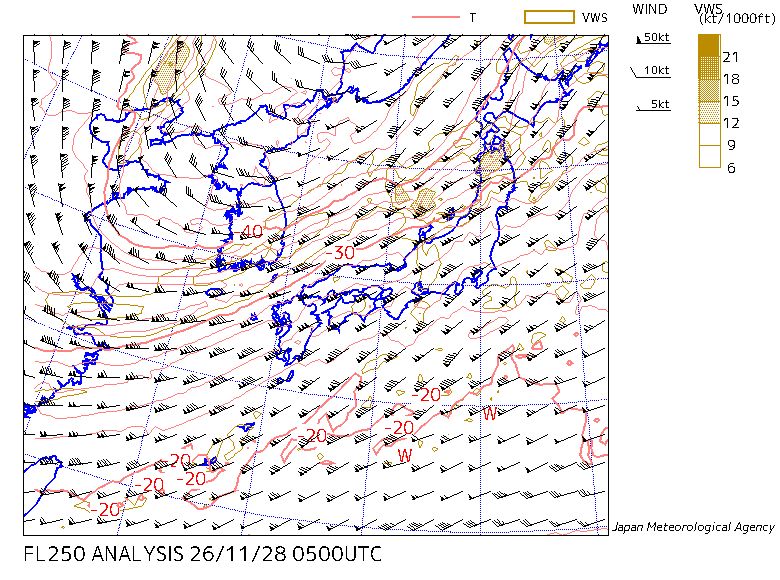 T VWS WIND VWS
(kt/1000ft)
50kt
10kt
5kt
21
18
15
12
9
6
40
-30
-20
-20
-20
W
W
-20
-20
-20
-20
Japan Meteorological Agency
FL250 ANALYSIS 26/11/28 0500UTC